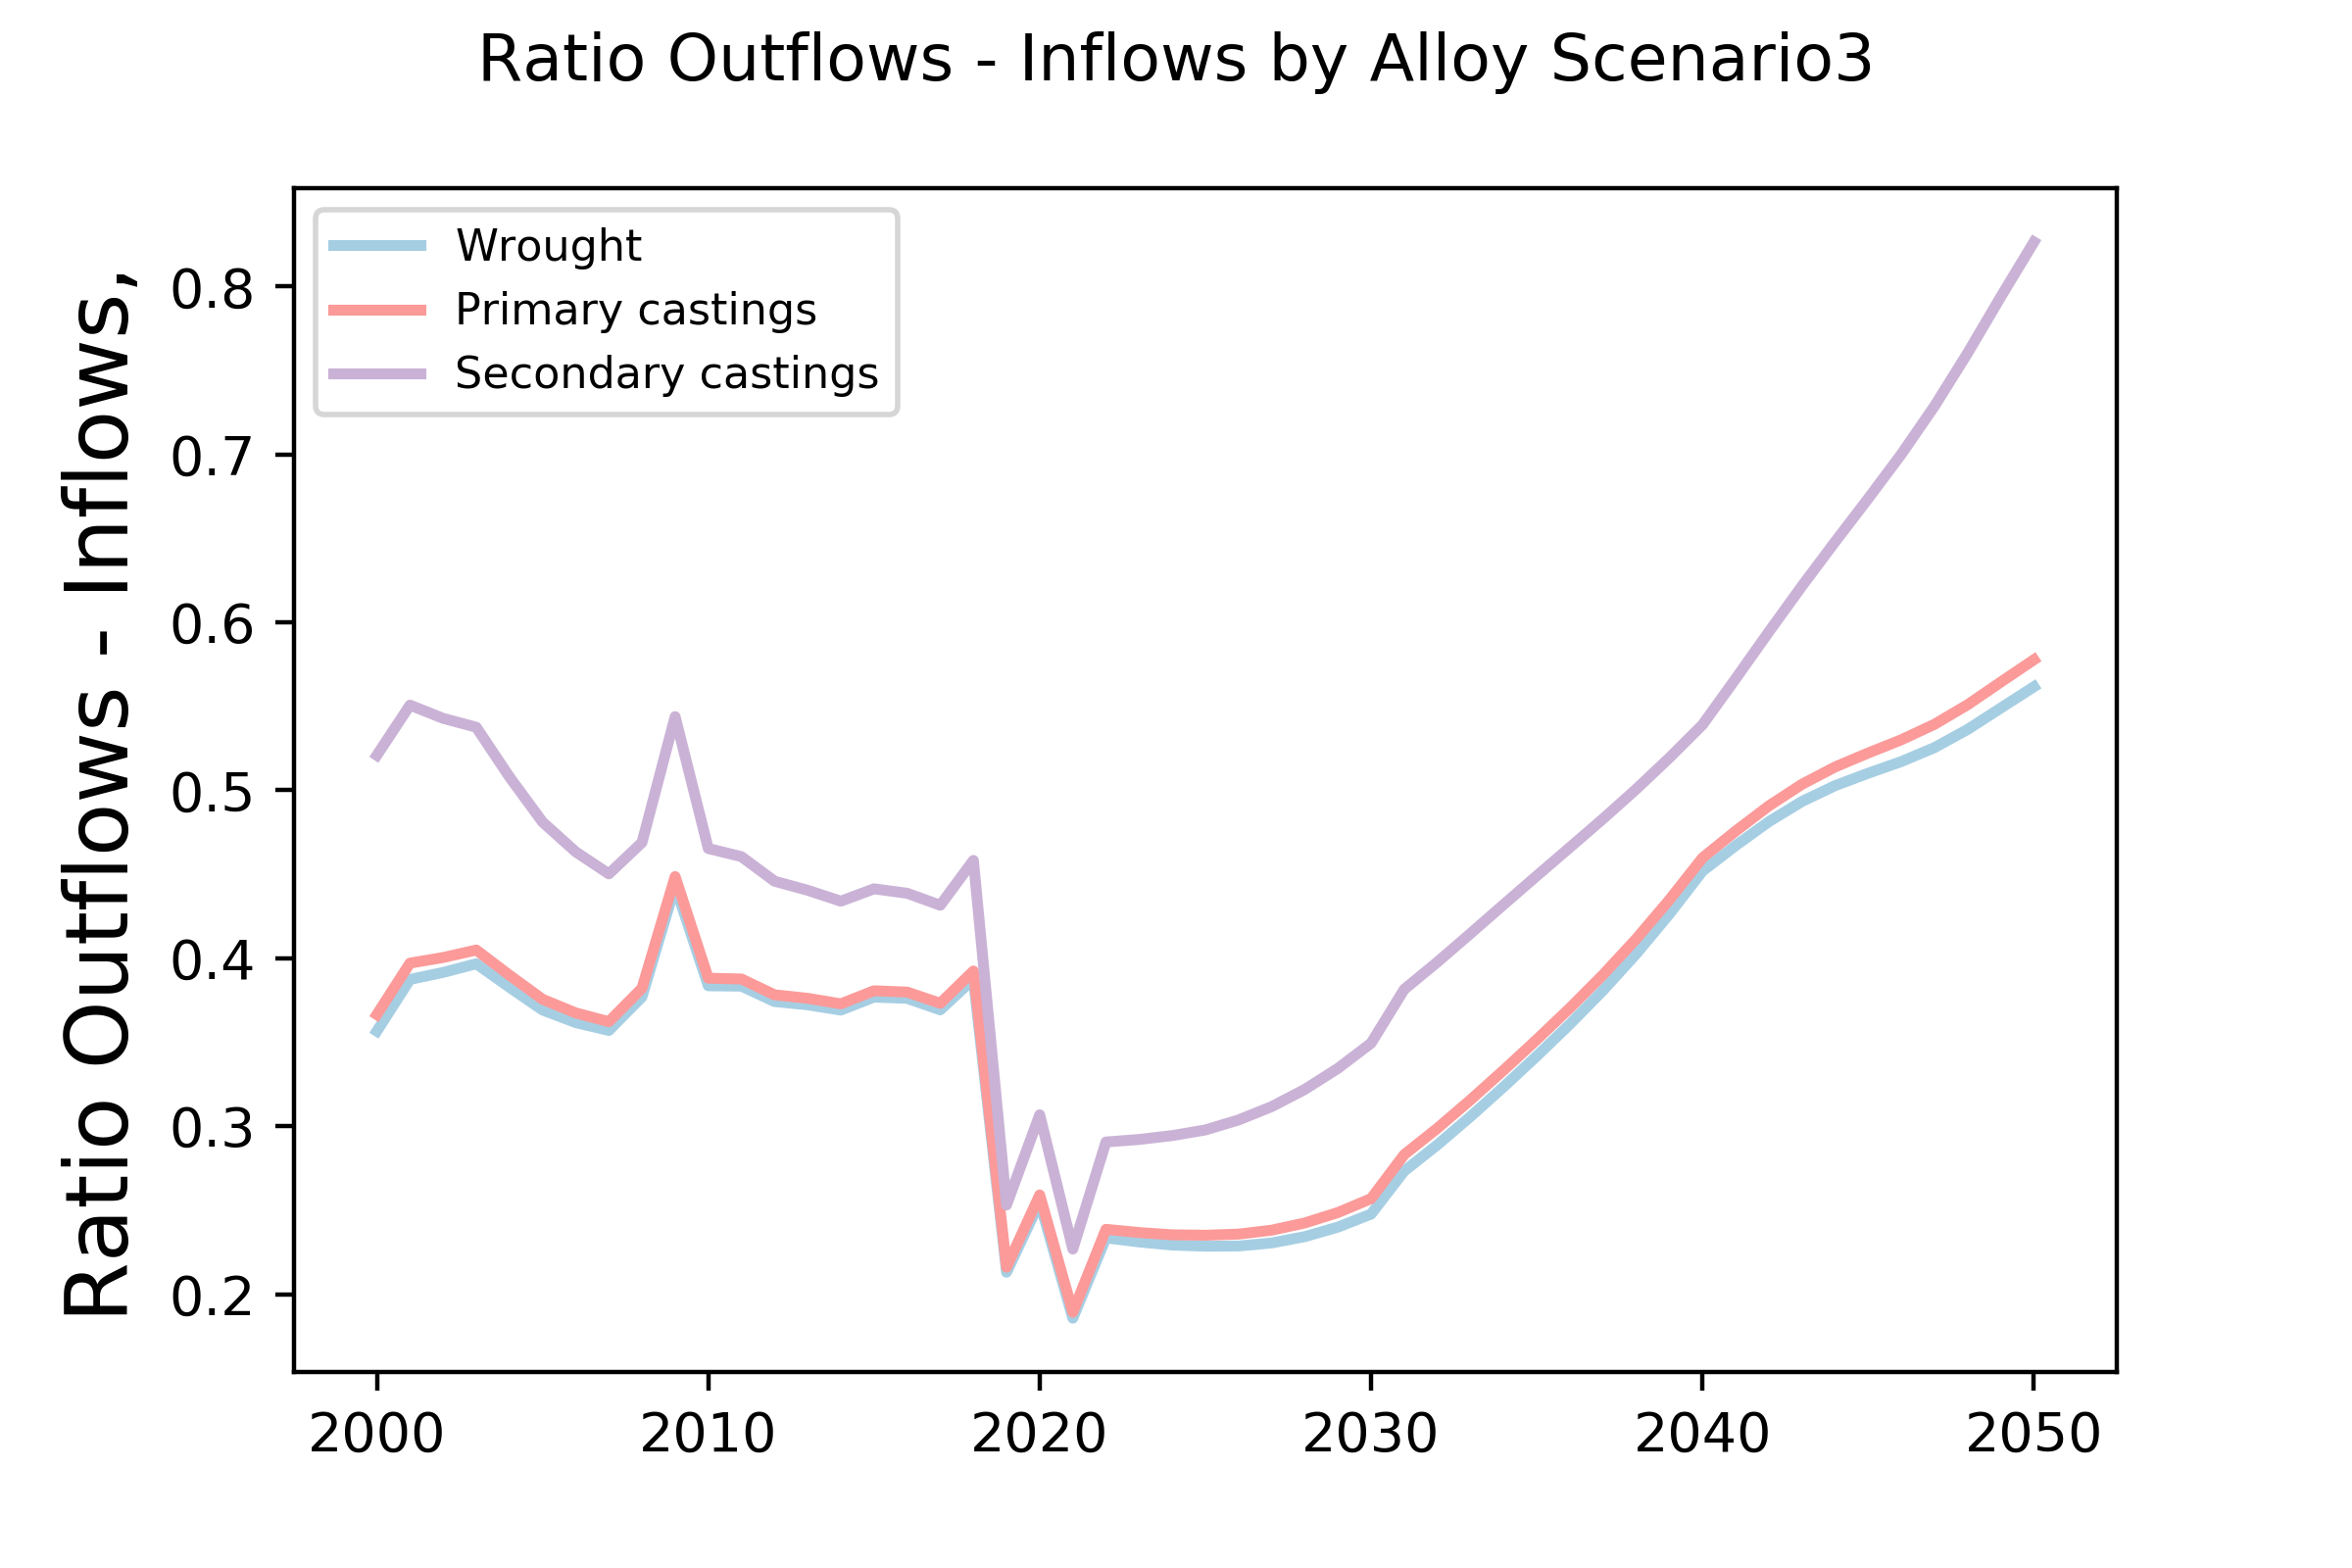 Ratio Outflows - Inflows by Alloy Scenario3
Ratio Outflows - Inflows,
Wrought
Primary castings
Secondary castings
0.8
0.7
0.6
0.5
0.4
0.3
0.2
2000 2010 2020 2030 2040 2050